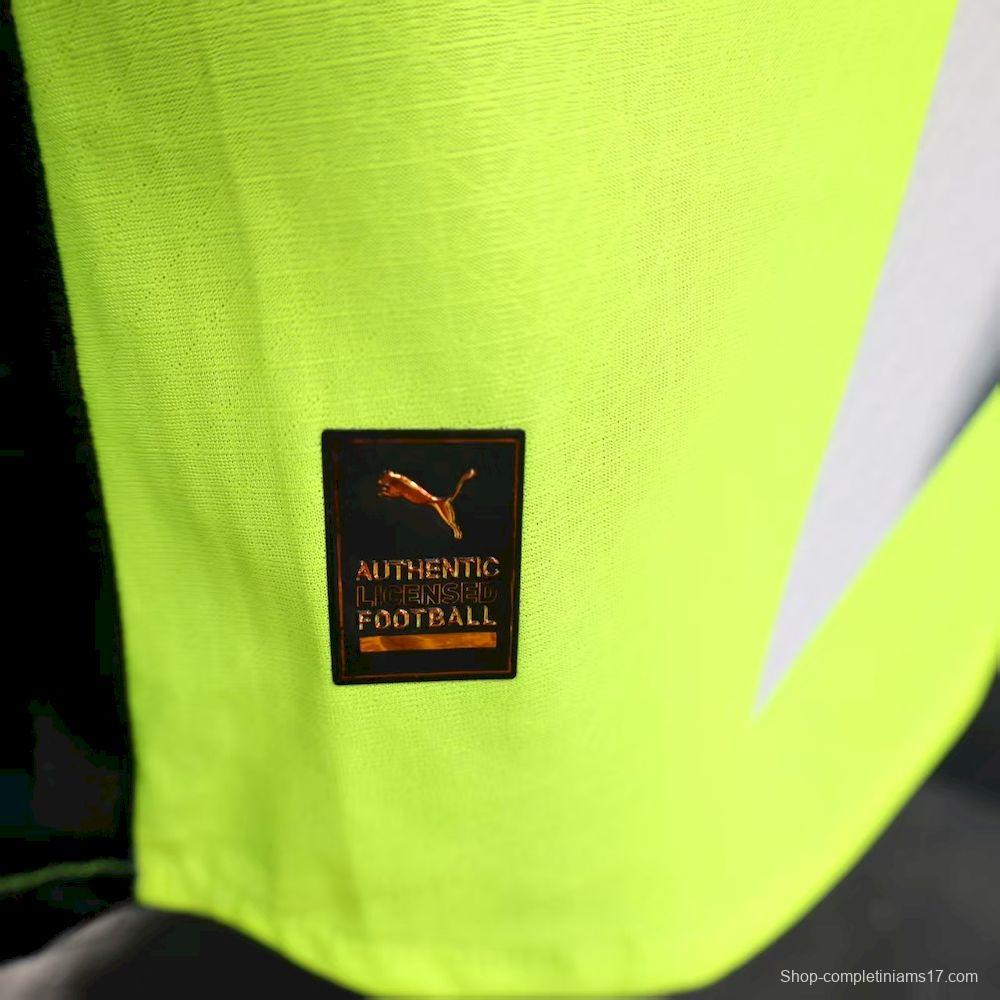 AUTHENTIC
LICENSED
FOOTBALL
Shop-completiniams17.com